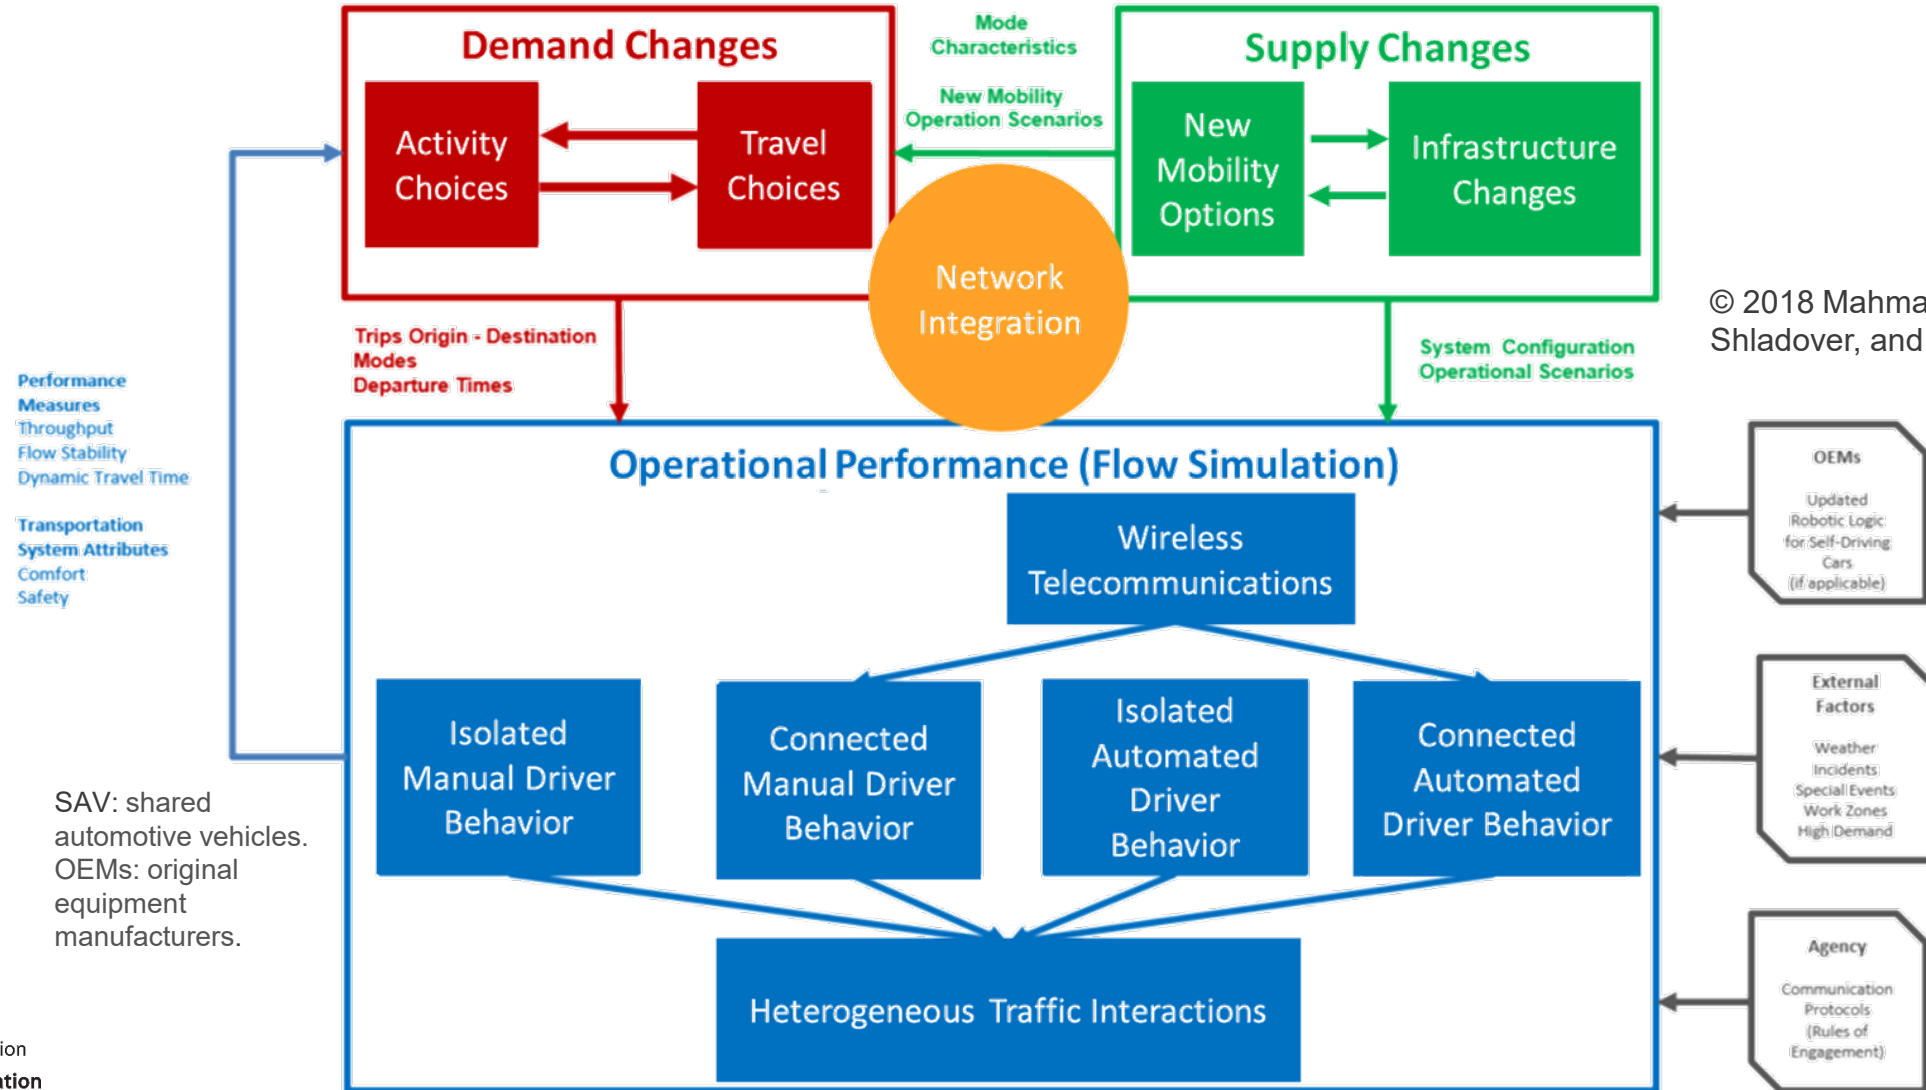 Demand Changes
Activity
Choices
Travel
Choices
Mode
Characteristics
New Mobility
Operation Scenarios
Supply Changes
New
Mobility
Options
Infrastructure
Changes
Network
Integration
© 2018 Mahma
Shladover, and
Trips Origin - Destination
Modes
Departure Times
System Configuration
Operational Scenarios
Performance
Measures
Throughput
Flow Stability
Dynamic Travel Time
Transportation
System Attributes
Comfort
Safety
Operational Performance (Flow Simulation)
Wireless
Telecommunications
Isolated
Manual Driver
Behavior
Connected
Manual Driver
Behavior
Isolated
Automated
Driver
Behavior
Connected
Automated
Driver Behavior
Heterogeneous Traffic Interactions
OEMs
Updated
Robotic Logic
for Self-Driving
Cars
(if applicable)
External
Factors
Weather
Incidents
Special Events
Work Zones
High Demand
Agency
Communication
Protocols
(Rules of
Engagement)
SAV: shared
automotive vehicles.
OEMs: original
equipment
manufacturers.
ion
ation